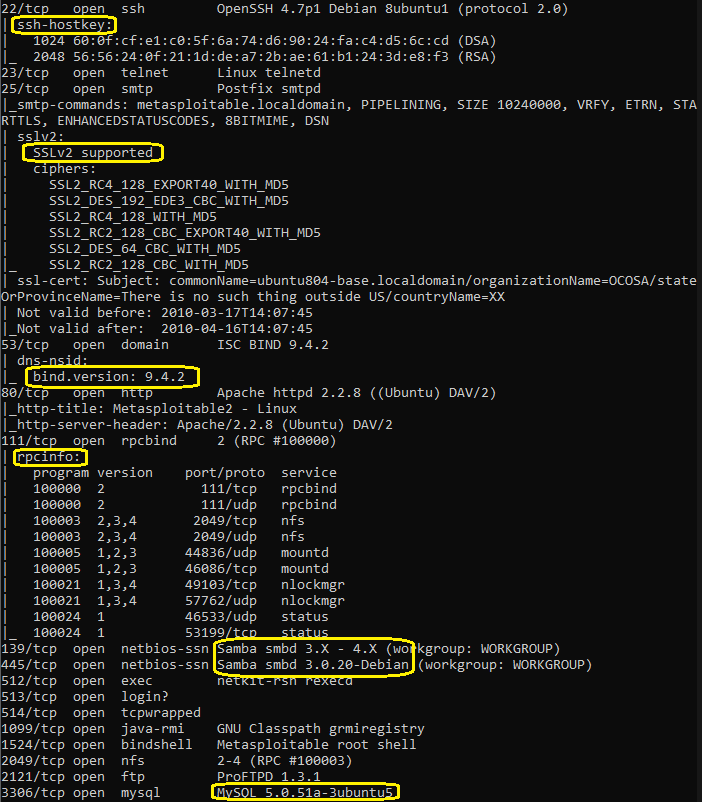 22/tcp   open  ssh         OpenSSH 4.7p1 Debian 8ubuntu1 (protocol 2.0)
| ssh-hostkey:
|   1024 60:0f:cf:e1:c0:5f:6a:74:d6:90:24:fa:c4:d5:6c:cd (DSA)
|_  2048 56:56:24:0f:21:1d:de:a7:2b:ae:61:b1:24:3d:e8:f3 (RSA)
23/tcp   open  telnet      Linux telnetd
25/tcp   open  smtp        Postfix smtpd
|_smtp-commands: metasploitable.localdomain, PIPELINING, SIZE 10240000, VRFY, ETRN, STA
RTTLS, ENHANCEDSTATUSCODES, 8BITMIME, DSN
| sslv2:
|   SSLv2 supported
|   ciphers:
|     SSL2_RC4_128_EXPORT40_WITH_MD5
|     SSL2_DES_192_EDE3_CBC_WITH_MD5
|     SSL2_RC4_128_WITH_MD5
|     SSL2_RC2_128_CBC_EXPORT40_WITH_MD5
|     SSL2_DES_64_CBC_WITH_MD5
|_    SSL2_RC2_128_CBC_WITH_MD5
| ssl-cert: Subject: commonName=ubuntu804-base.localdomain/organizationName=OCOSA/state
OrProvinceName=There is no such thing outside US/countryName=XX
| Not valid before: 2010-03-17T14:07:45
|_Not valid after:  2010-04-16T14:07:45
53/tcp   open  domain      ISC BIND 9.4.2
| dns-nsid:
|_  bind.version: 9.4.2
80/tcp   open  http        Apache httpd 2.2.8 ((Ubuntu) DAV/2)
|_http-title: Metasploitable2 - Linux
|_http-server-header: Apache/2.2.8 (Ubuntu) DAV/2
111/tcp  open  rpcbind     2 (RPC #100000)
| rpcinfo:
|   program version    port/proto  service
|   100000  2            111/tcp   rpcbind
|   100000  2            111/udp   rpcbind
|   100003  2,3,4       2049/tcp   nfs
|   100003  2,3,4       2049/udp   nfs
|   100005  1,2,3      44836/udp   mountd
|   100005  1,2,3      46086/tcp   mountd
|   100021  1,3,4      49103/tcp   nlockmgr
|   100021  1,3,4      57762/udp   nlockmgr
|   100024  1          46533/udp   status
|_  100024  1          53199/tcp   status
139/tcp  open  netbios-ssn Samba smbd 3.X - 4.X (workgroup: WORKGROUP)
445/tcp  open  netbios-ssn Samba smbd 3.0.20-Debian (workgroup: WORKGROUP)
512/tcp  open  exec        netkit-rsh rexecd
513/tcp  open  login?
514/tcp  open  tcpwrapped
1099/tcp open  java-rmi    GNU Classpath grmiregistry
1524/tcp open  bindshell   Metasploitable root shell
2049/tcp open  nfs         2-4 (RPC #100003)
2121/tcp open  ftp         ProFTPD 1.3.1
3306/tcp open  mysql       MySQL 5.0.51a-3ubuntu5